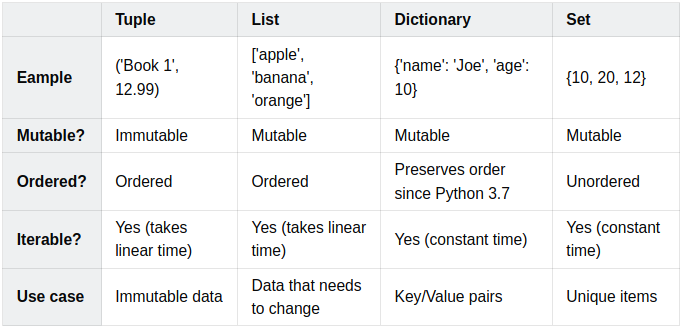 Tuple List Dictionary Set
Eample ('Book 1', 12.99) ['apple', 'banana', 'orange'] {'name': 'Joe', 'age': 10} {10, 20, 12}
Mutable? Immutable Mutable Mutable Mutable
Ordered? Ordered Ordered Preserves order since Python 3.7 Unordered
Iterable? Yes (takes linear time) Yes (takes linear time) Yes (constant time) Yes (constant time)
Use case Immutable data Data that needs to change Key/Value pairs Unique items